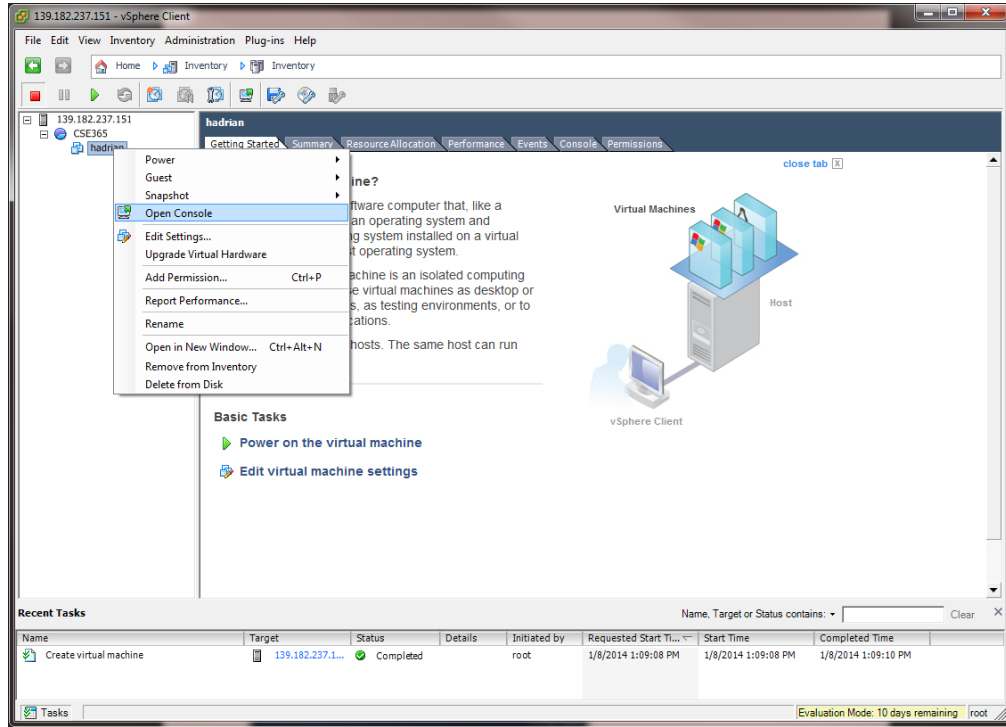 139.182.237.151 - vSphere Client
File Edit View Inventory Administration Plug-ins Help
Home Inventory Inventory
139.182.237.151
CSE365
hadrian
hadrian
Getting Started Summary Resource Allocation Performance Events Console Permissions
close tab X
Power
Guest
Snapshot
Open Console
Edit Settings...
Upgrade Virtual Hardware
Add Permission... Ctrl+P
Report Performance...
Rename
Open in New Window... Ctrl+Alt+N
Remove from Inventory
Delete from Disk
ine?
ftware computer that, like a
an operating system and
ng system installed on a virtual
t operating system.
achine is an isolated computing
e virtual machines as desktop or
s, as testing environments, or to
cations.
hosts. The same host can run
Virtual Machines
Host
vSphere Client
Basic Tasks
Power on the virtual machine
Edit virtual machine settings
Recent Tasks
Name, Target or Status contains: Clear
Name Target Status Details Initiated by Requested Start Ti... Start Time Completed Time
Create virtual machine 139.182.237.1... Completed root 1/8/2014 1:09:08 PM 1/8/2014 1:09:08 PM 1/8/2014 1:09:10 PM
Tasks Evaluation Mode: 10 days remaining root